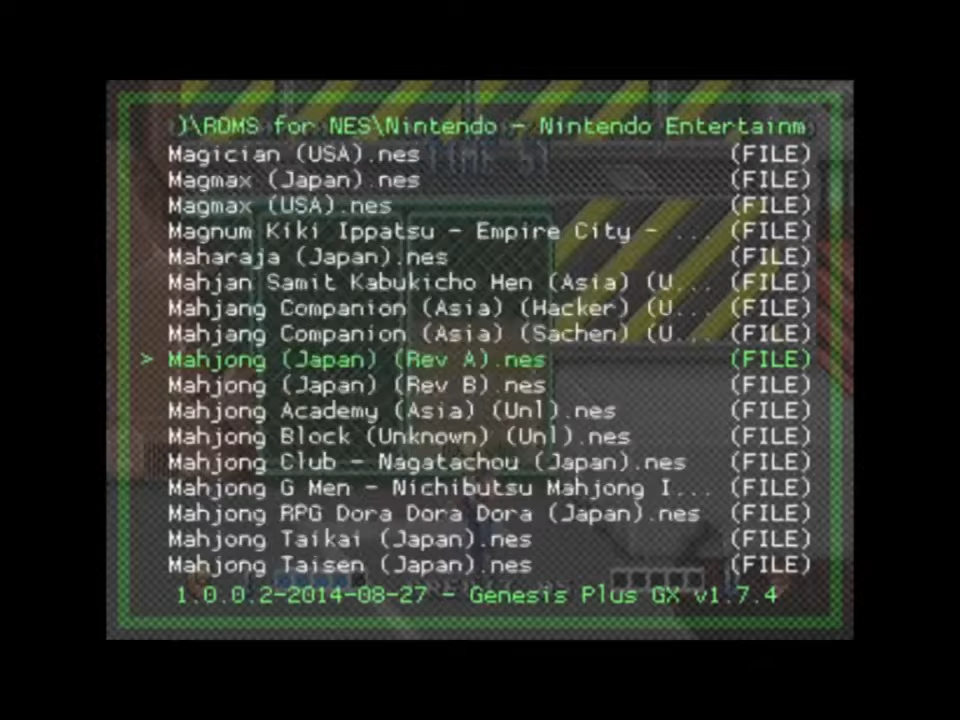 )\ROMS for NES\Nintendo - Nintendo Entertainm
Magician (USA).nes (FILE)
Magmax (Japan).nes (FILE)
Magmax (USA).nes (FILE)
Magnum Kiki Ippatsu - Empire City - ... (FILE)
Maharaja (Japan).nes (FILE)
Mahjan Samit Kabukicho Hen (Asia) (U... (FILE)
Mahjang Companion (Asia) (Hacker) (U... (FILE)
Mahjang Companion (Asia) (Sachen) (U... (FILE)
> Mahjong (Japan) (Rev A).nes (FILE)
Mahjong (Japan) (Rev B).nes (FILE)
Mahjong Academy (Asia) (Unl).nes (FILE)
Mahjong Block (Unknown) (Unl).nes (FILE)
Mahjong Club - Nagatachou (Japan).nes (FILE)
Mahjong G Men - Nichibutsu Mahjong I... (FILE)
Mahjong RPG Dora Dora Dora (Japan).nes (FILE)
Mahjong Taikai (Japan).nes (FILE)
Mahjong Taisen (Japan).nes (FILE)
1.0.0.2-2014-08-27 - Genesis Plus GX v1.7.4